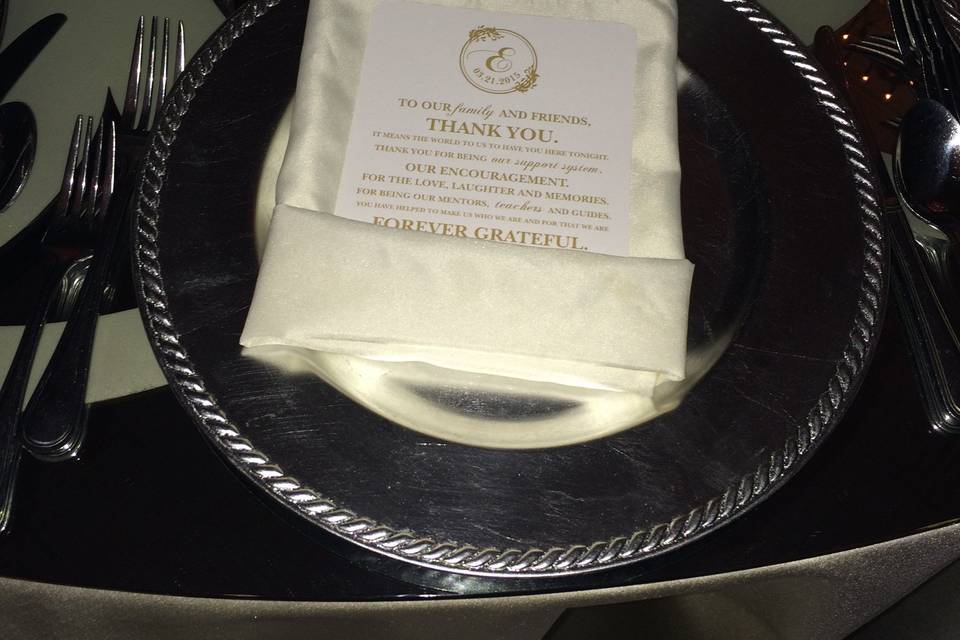 E
03.21.2015
TO OUR family AND FRIENDS,
THANK YOU.
IT MEANS THE WORLD TO US TO HAVE YOU HERE TONIGHT.
THANK YOU FOR BEING our support system.
OUR ENCOURAGEMENT.
FOR THE LOVE, LAUGHTER AND MEMORIES.
FOR BEING OUR MENTORS, teachers AND GUIDES.
YOU HAVE HELPED TO MAKE US WHO WE ARE AND FOR THAT WE ARE
FOREVER GRATEFUL.